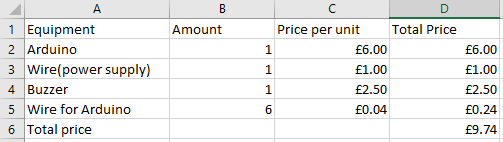 A B C D
1 Equipment Amount Price per unit Total Price
2 Arduino 1 £6.00 £6.00
3 Wire(power supply) 1 £1.00 £1.00
4 Buzzer 1 £2.50 £2.50
5 Wire for Arduino 6 £0.04 £0.24
6 Total price £9.74